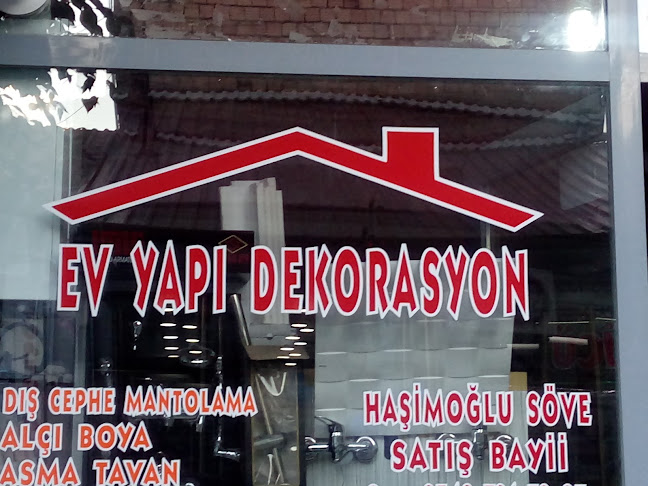 EV YAPI DEKORASYON
DIŞ CEPHE MANTOLAMA
ALÇI BOYA
ASMA TAVAN
HAŞİMOĞLU SÖVE
SATIŞ BAYİİ